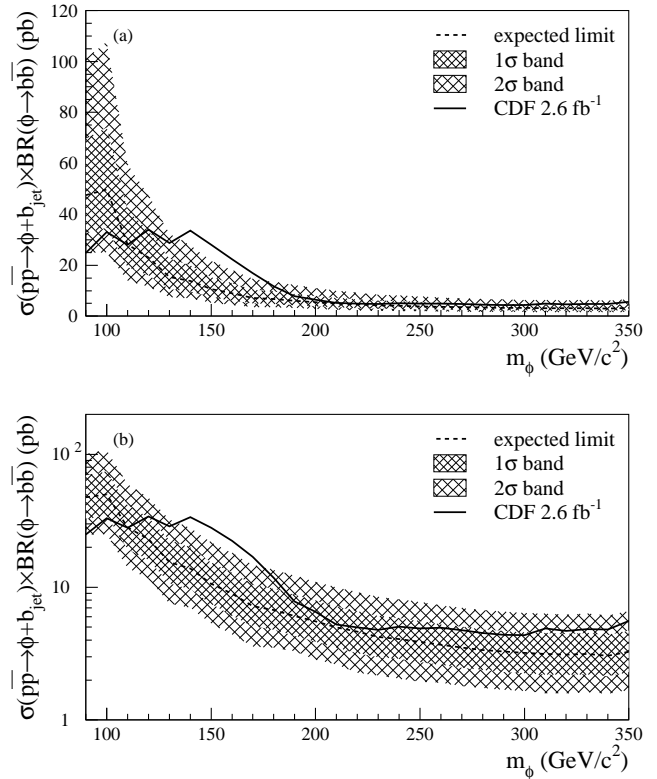 (a)
expected limit
1σ band
2σ band
CDF 2.6 fb⁻¹
σ(pp̅→ϕ+b_jet)×BR(ϕ→bb̅) (pb)
120
100
80
60
40
20
0
100 150 200 250 300 350
m_ϕ (GeV/c²)
(b)
expected limit
1σ band
2σ band
CDF 2.6 fb⁻¹
σ(pp̅→ϕ+b_jet)×BR(ϕ→bb̅) (pb)
10²
10
1
100 150 200 250 300 350
m_ϕ (GeV/c²)